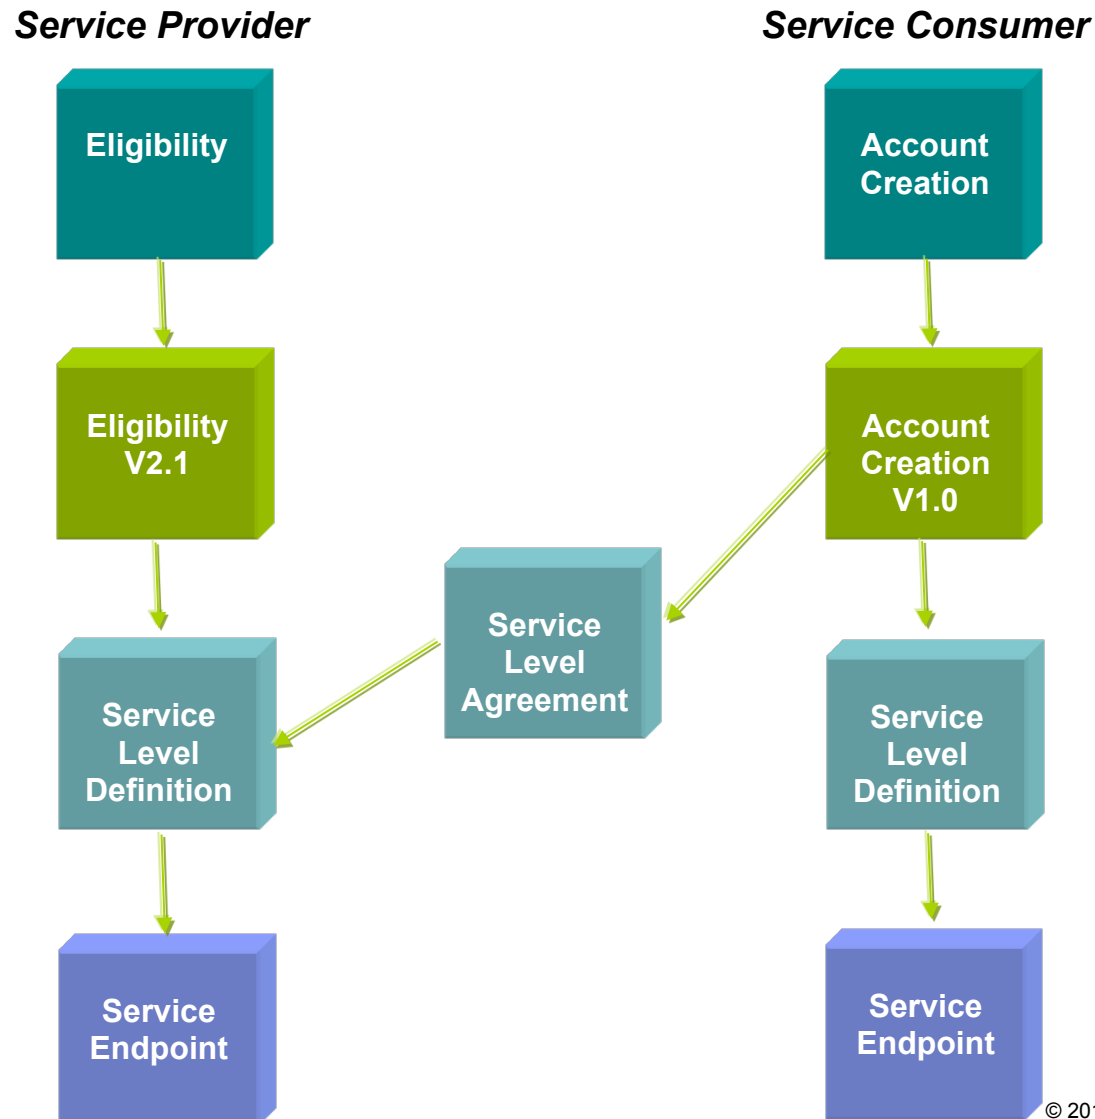 Service Provider
Service Consumer
Eligibility
Account
Creation
Eligibility
V2.1
Account
Creation
V1.0
Service
Level
Agreement
Service
Level
Definition
Service
Level
Definition
Service
Endpoint
Service
Endpoint
©